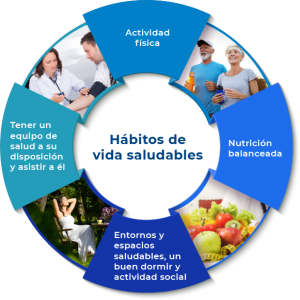 Actividad
física
Hábitos de
vida saludables
Nutrición
balanceada
Entornos y
espacios
saludables, un
buen dormir y
actividad social
Tener un
equipo de
salud a su
disposición
y asistir a él